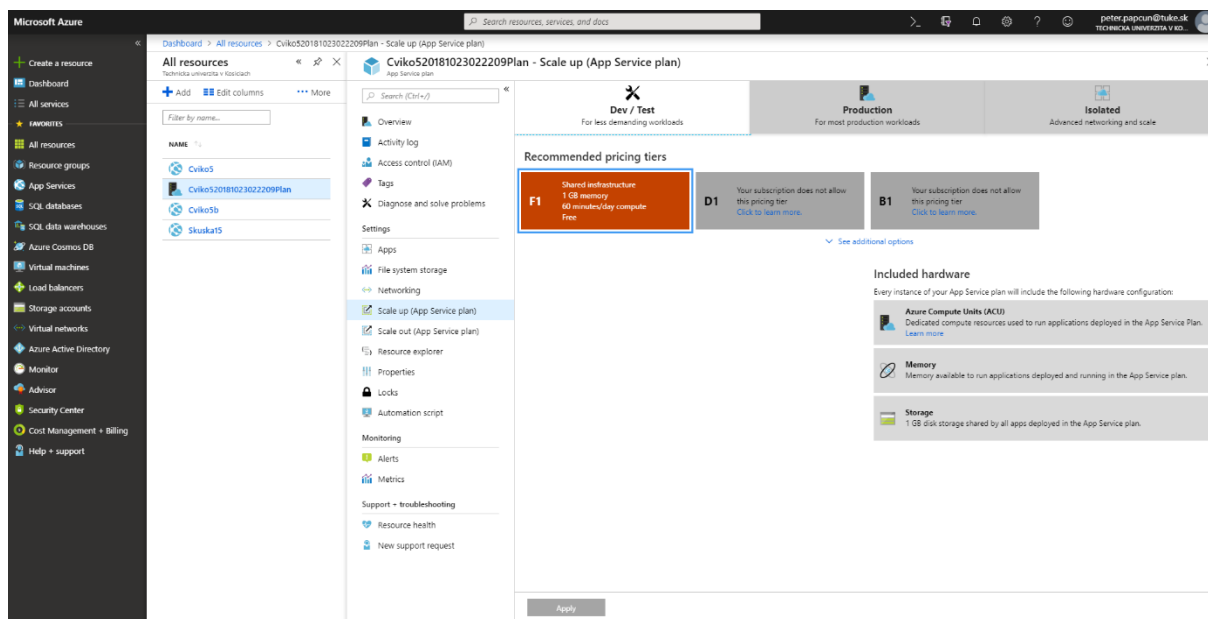 Microsoft Azure
Search resources, services, and docs
peter.papcun@tuke.sk
TECHNICKA UNIVERZITA V KO...
Create a resource
Dashboard
All services
FAVORITES
All resources
Resource groups
App Services
SQL databases
SQL data warehouses
Azure Cosmos DB
Virtual machines
Load balancers
Storage accounts
Virtual networks
Azure Active Directory
Monitor
Advisor
Security Center
Cost Management + Billing
Help + support
Dashboard > All resources > Cviko520181023022209Plan - Scale up (App Service plan)
All resources
Technicka univerzita v Kosiciach
Add Edit columns More
Filter by name...
NAME
Cviko5
Cviko520181023022209Plan
Cviko5b
Skuska15
Cviko520181023022209Plan - Scale up (App Service plan)
App Service plan
Search (Ctrl+/)
Overview
Activity log
Access control (IAM)
Tags
Diagnose and solve problems
Settings
Apps
File system storage
Networking
Scale up (App Service plan)
Scale out (App Service plan)
Resource explorer
Properties
Locks
Automation script
Monitoring
Alerts
Metrics
Support + troubleshooting
Resource health
New support request
Dev / Test
For less demanding workloads
Production
For most production workloads
Isolated
Advanced networking and scale
Recommended pricing tiers
F1
Shared insfrastructure
1 GB memory
60 minutes/day compute
Free
D1
Your subscription does not allow
this pricing tier
Click to learn more.
B1
Your subscription does not allow
this pricing tier
Click to learn more.
See additional options
Included hardware
Every instance of your App Service plan will include the following hardware configuration:
Azure Compute Units (ACU)
Dedicated compute resources used to run applications deployed in the App Service Plan.
Learn more
Memory
Memory available to run applications deployed and running in the App Service plan.
Storage
1 GB disk storage shared by all apps deployed in the App Service plan.
Apply